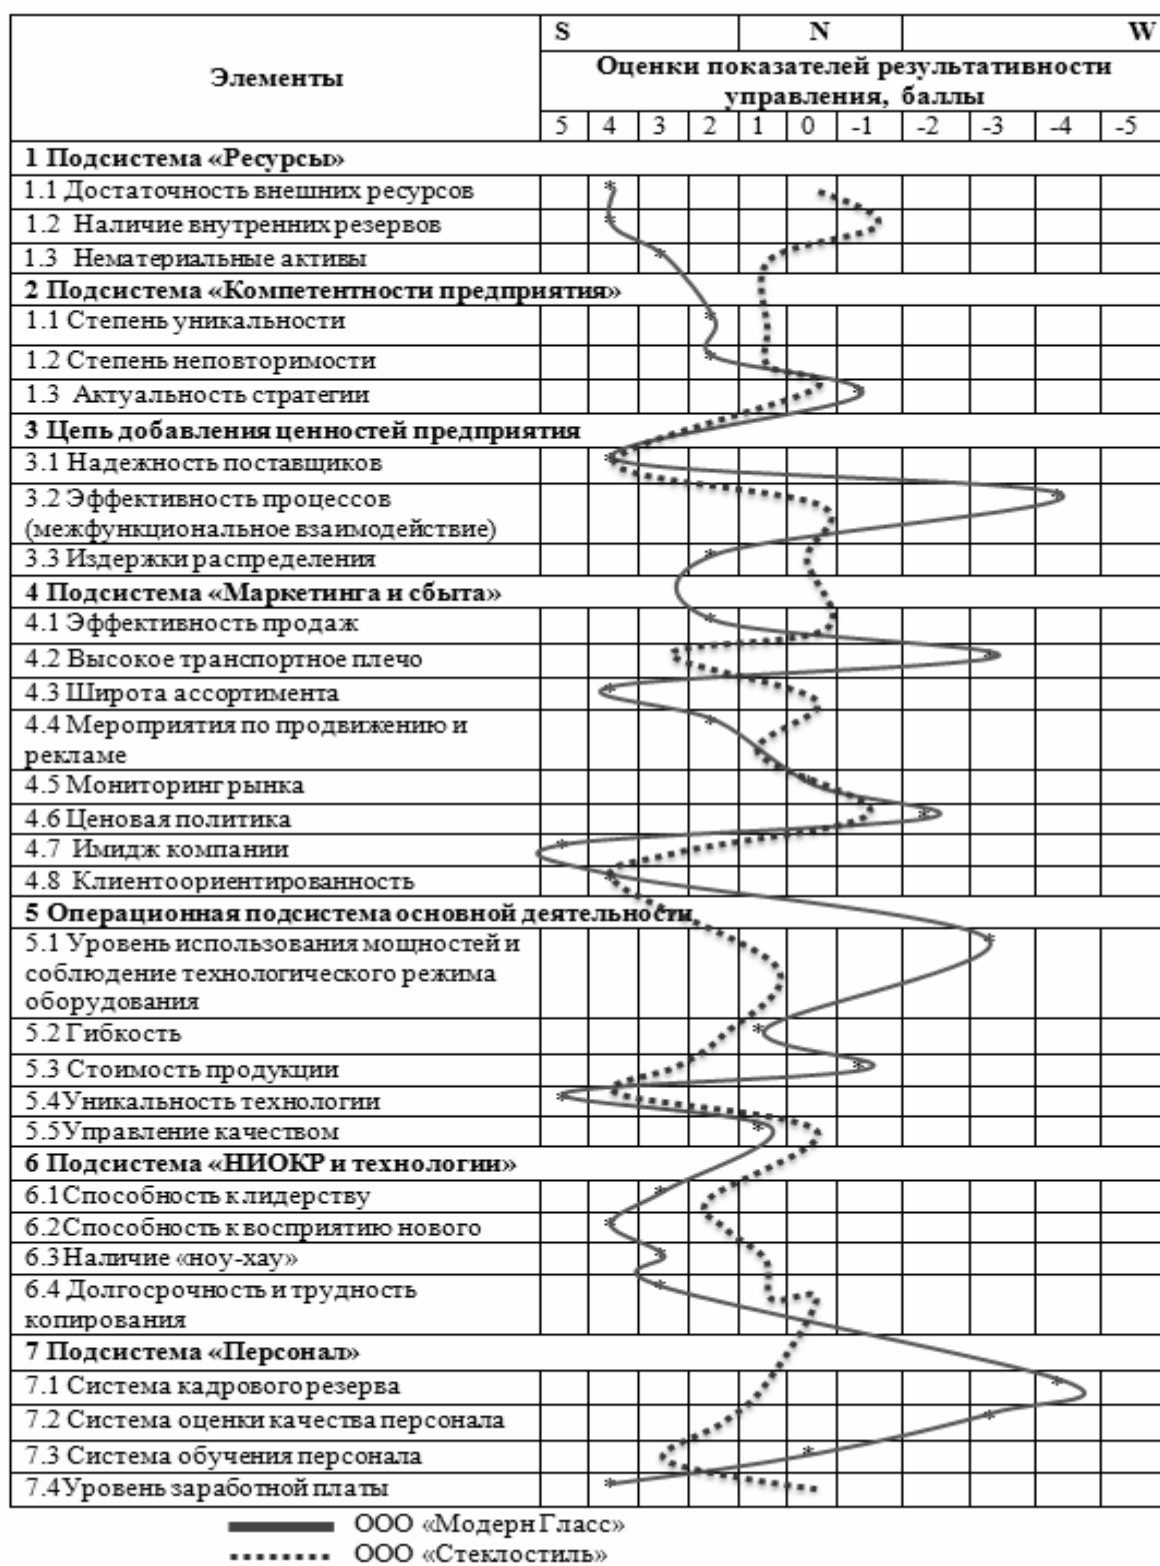 Элементы
S N W
Оценки показателей результативности
управления, баллы
5 4 3 2 1 0 -1 -2 -3 -4 -5
1 Подсистема «Ресурсы»
1.1 Достаточность внешних ресурсов
1.2 Наличие внутренних резервов
1.3 Нематериальные активы
2 Подсистема «Компетентности предприятия»
1.1 Степень уникальности
1.2 Степень неповторимости
1.3 Актуальность стратегии
3 Цепь добавления ценностей предприятия
3.1 Надежность поставщиков
3.2 Эффективность процессов
(межфункциональное взаимодействие)
3.3 Издержки распределения
4 Подсистема «Маркетинга и сбыта»
4.1 Эффективность продаж
4.2 Высокое транспортное плечо
4.3 Широта ассортимента
4.4 Мероприятия по продвижению и
рекламе
4.5 Мониторинг рынка
4.6 Ценовая политика
4.7 Имидж компании
4.8 Клиентоориентированность
5 Операционная подсистема основной деятельности
5.1 Уровень использования мощностей и
соблюдение технологического режима
оборудования
5.2 Гибкость
5.3 Стоимость продукции
5.4 Уникальность технологии
5.5 Управление качеством
6 Подсистема «НИОКР и технологии»
6.1 Способность к лидерству
6.2 Способность к восприятию нового
6.3 Наличие «ноу-хау»
6.4 Долгосрочность и трудность
копирования
7 Подсистема «Персонал»
7.1 Система кадрового резерва
7.2 Система оценки качества персонала
7.3 Система обучения персонала
7.4 Уровень заработной платы
ООО «Модерн Гласс»
ООО «Стеклостиль»